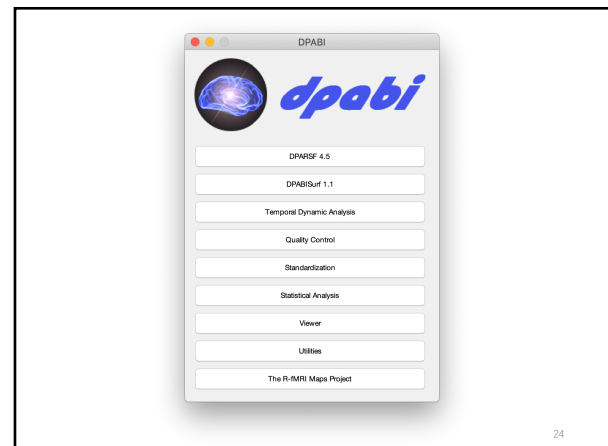 DPABI
dpabi
DPARSF 4.5
DPABISurf 1.1
Temporal Dynamic Analysis
Quality Control
Standardization
Statistical Analysis
Viewer
Utilities
The R-fMRI Maps Project
24